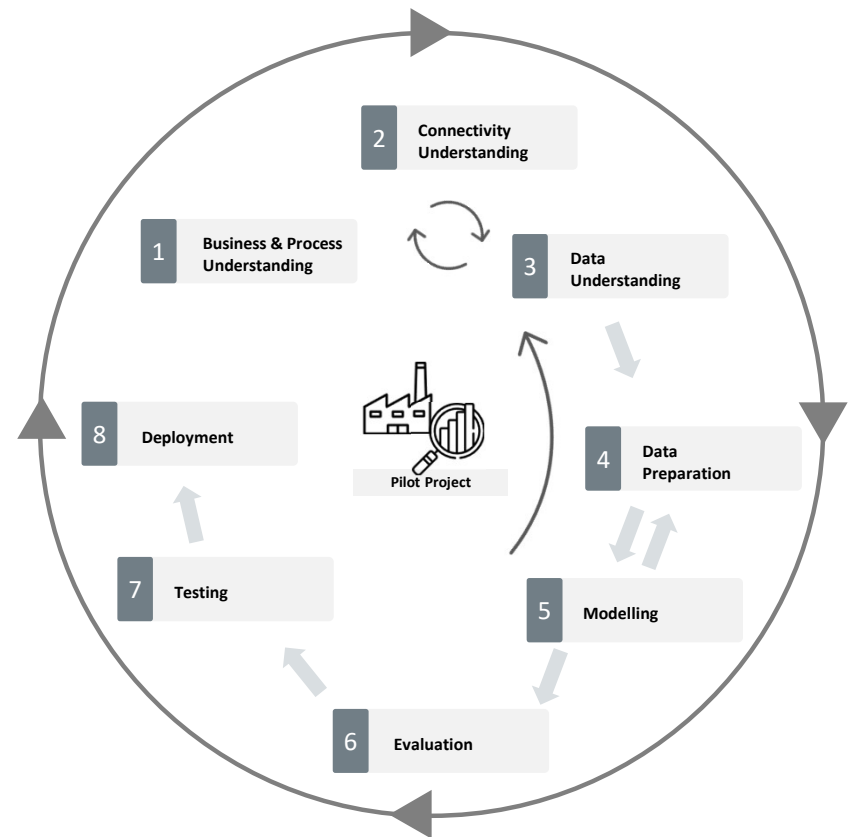 1
Business & Process
Understanding
2
Connectivity
Understanding
3
Data
Understanding
4
Data
Preparation
5
Modelling
6
Evaluation
7
Testing
8
Deployment
Pilot Project